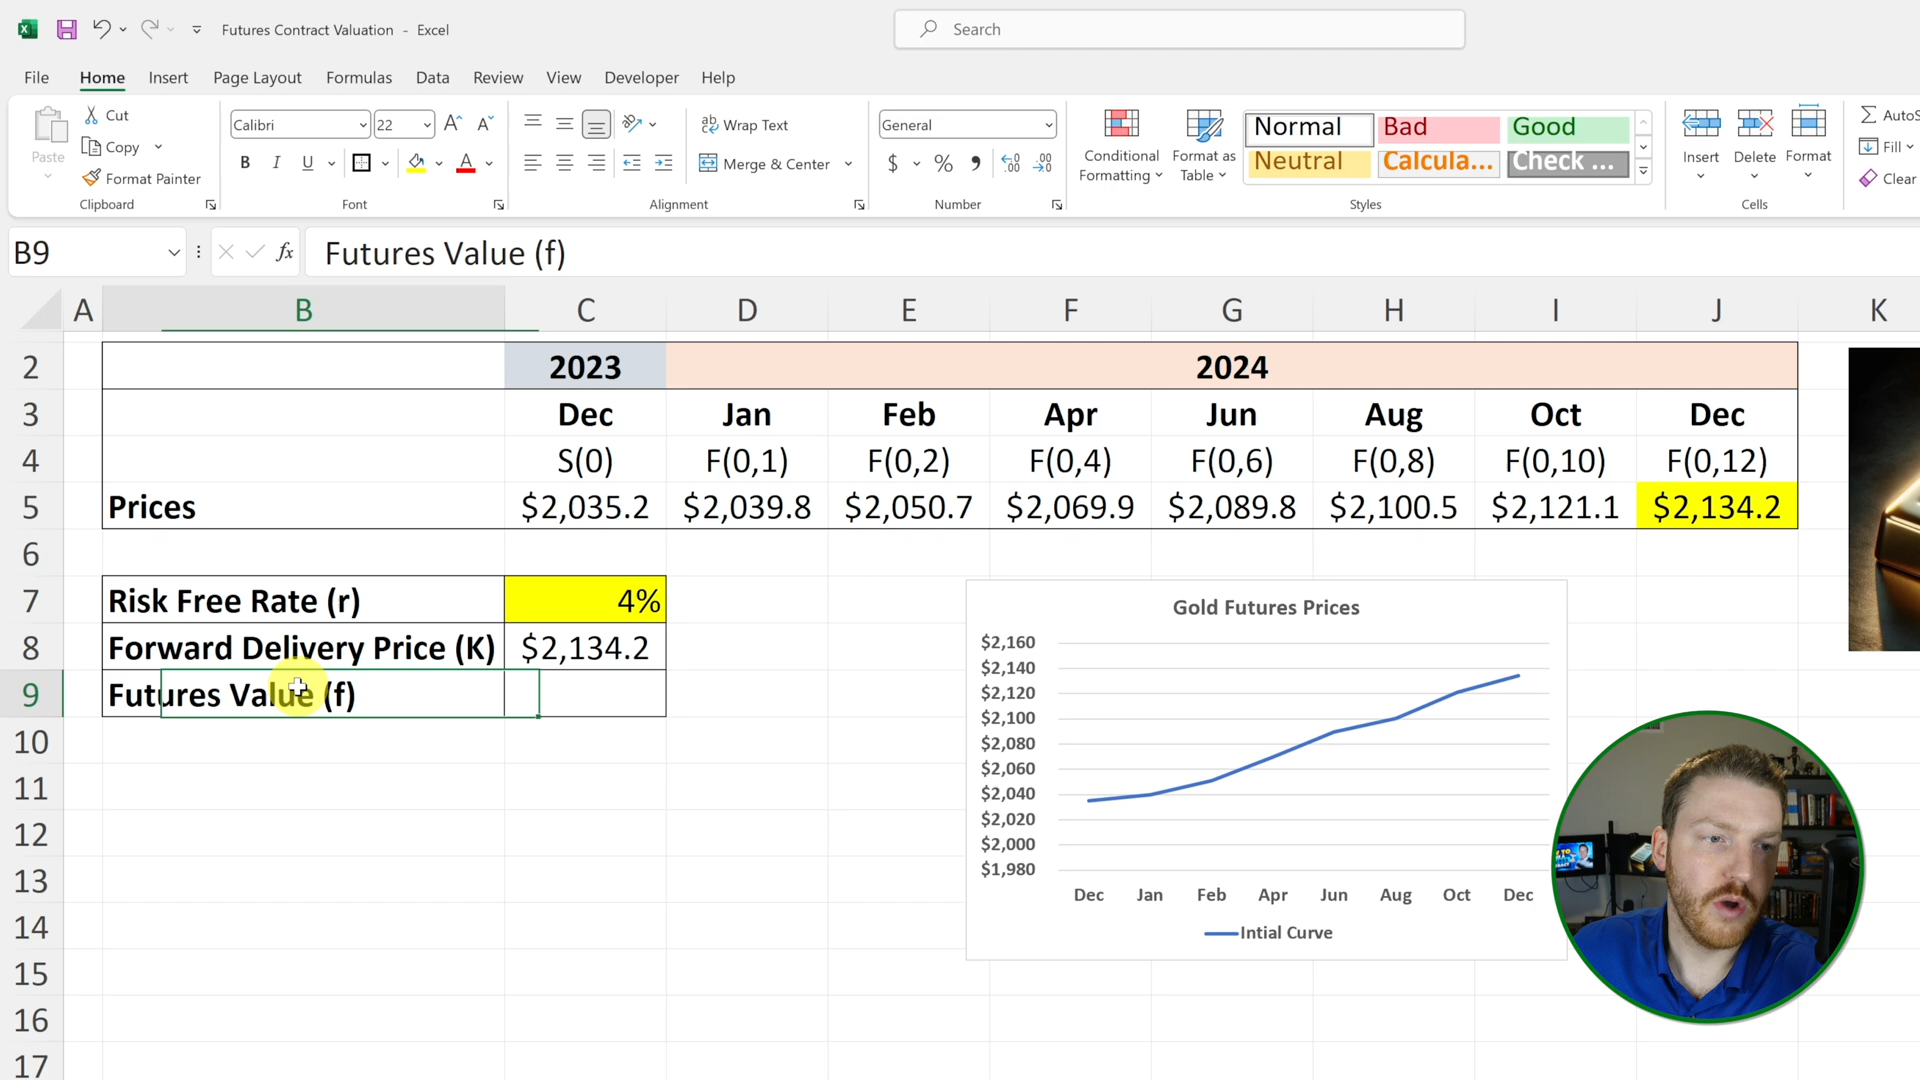 Futures Contract Valuation - Excel
Search
File Home Insert Page Layout Formulas Data Review View Developer Help
Paste
Cut
Copy
Format Painter
Clipboard
Calibri 22
B I U
Font
Wrap Text
Merge & Center
Alignment
General
$ % ,
Number
Conditional Formatting
Format as Table
Normal Bad Good
Neutral Calcula... Check ...
Styles
Insert Delete Format
Cells
AutoS
Fill
Clear
B9 fx Futures Value (f)
A B C D E F G H I J K
2 2023 2024
3 Dec Jan Feb Apr Jun Aug Oct Dec
4 S(0) F(0,1) F(0,2) F(0,4) F(0,6) F(0,8) F(0,10) F(0,12)
5 Prices $2,035.2 $2,039.8 $2,050.7 $2,069.9 $2,089.8 $2,100.5 $2,121.1 $2,134.2
6
7 Risk Free Rate (r) 4%
8 Forward Delivery Price (K) $2,134.2
9 Futures Value (f)
10
11
12
13
14
15
16
17
Gold Futures Prices
$2,160
$2,140
$2,120
$2,100
$2,080
$2,060
$2,040
$2,020
$2,000
$1,980
Dec Jan Feb Apr Jun Aug Oct Dec
Intial Curve